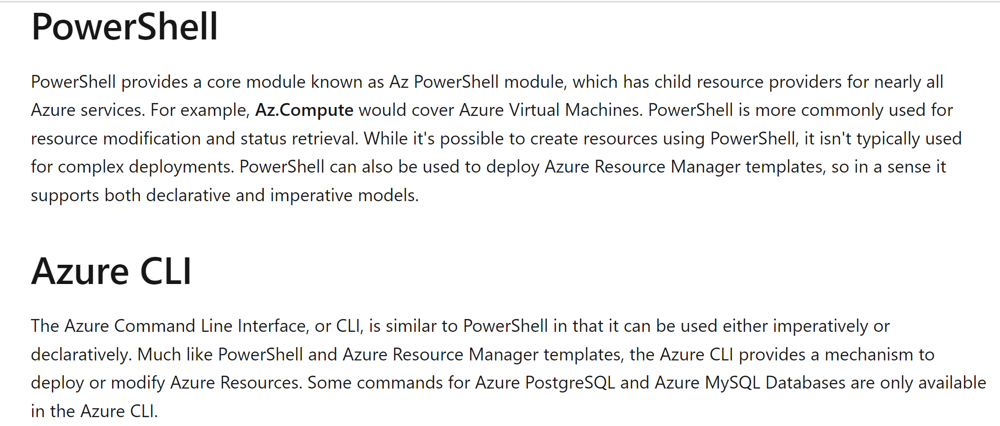 PowerShell
PowerShell provides a core module known as Az PowerShell module, which has child resource providers for nearly all
Azure services. For example, Az.Compute would cover Azure Virtual Machines. PowerShell is more commonly used for
resource modification and status retrieval. While it's possible to create resources using PowerShell, it isn't typically used
for complex deployments. PowerShell can also be used to deploy Azure Resource Manager templates, so in a sense it
supports both declarative and imperative models.
Azure CLI
The Azure Command Line Interface, or CLI, is similar to PowerShell in that it can be used either imperatively or
declaratively. Much like PowerShell and Azure Resource Manager templates, the Azure CLI provides a mechanism to
deploy or modify Azure Resources. Some commands for Azure PostgreSQL and Azure MySQL Databases are only available
in the Azure CLI.